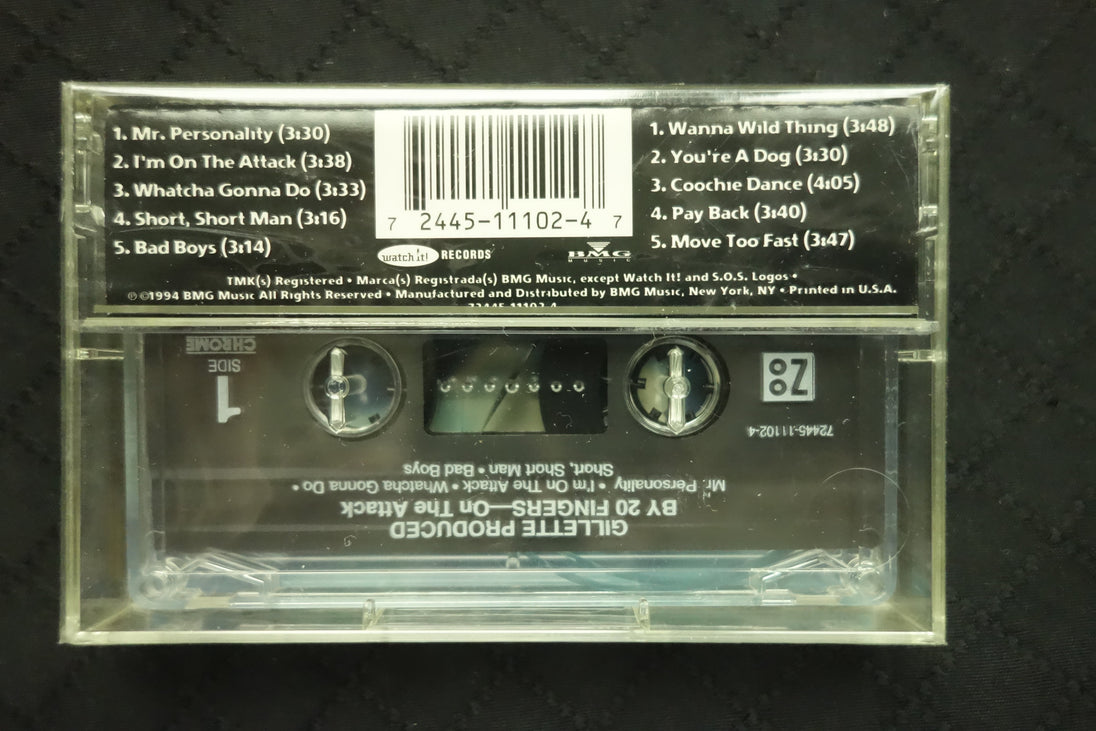 1. Mr. Personality (3:30)
2. I'm On The Attack (3:38)
3. Whatcha Gonna Do (3:33)
4. Short, Short Man (3:16)
5. Bad Boys (3:14)
7 2445-11102-4 7
watch it! RECORDS
BMG
MUSIC
1. Wanna Wild Thing (3:48)
2. You're A Dog (3:30)
3. Coochie Dance (4:05)
4. Pay Back (3:40)
5. Move Too Fast (3:47)
TMK(s) Registered • Marca(s) Registrada(s) BMG Music, except Watch It! and S.O.S. Logos •
℗ ©1994 BMG Music All Rights Reserved • Manufactured and Distributed by BMG Music, New York, NY • Printed in U.S.A.
72445-11102-4
GILLETTE PRODUCED
BY 20 FINGERS—On The Attack
Mr. Personality • I'm On The Attack • Whatcha Gonna Do •
Short, Short Man • Bad Boys
72445-11102-4
ZOO
SIDE
1
CHROME